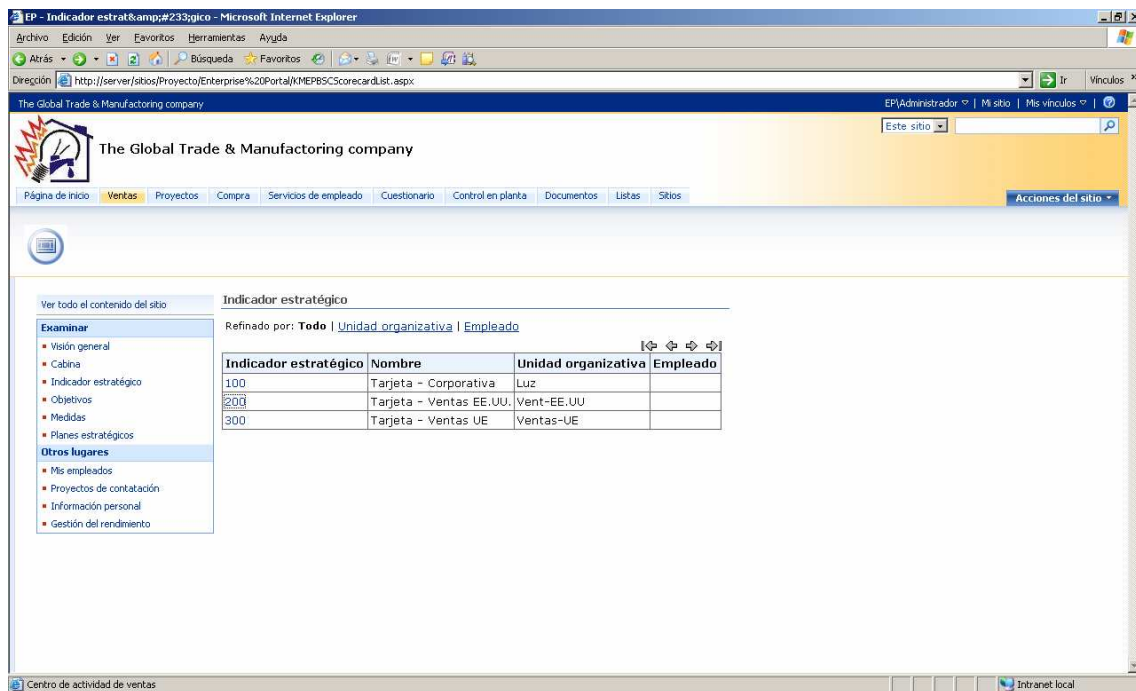 EP - Indicador estrat&amp;#233;gico - Microsoft Internet Explorer
Archivo Edición Ver Favoritos Herramientas Ayuda
Atrás Búsqueda Favoritos
Dirección http://server/sitios/Proyecto/Enterprise%20Portal/KMEPBSCScorecardList.aspx Ir Vínculos »
The Global Trade & Manufactoring company EP\Administrador | Mi sitio | Mis vínculos |
Este sitio
The Global Trade & Manufactoring company
Página de inicio Ventas Proyectos Compra Servicios de empleado Cuestionario Control en planta Documentos Listas Sitios Acciones del sitio
Ver todo el contenido del sitio
Examinar
Visión general
Cabina
Indicador estratégico
Objetivos
Medidas
Planes estratégicos
Otros lugares
Mis empleados
Proyectos de contatación
Información personal
Gestión del rendimiento
Indicador estratégico
Refinado por: Todo | Unidad organizativa | Empleado
Indicador estratégico Nombre Unidad organizativa Empleado
100 Tarjeta - Corporativa Luz
200 Tarjeta - Ventas EE.UU. Vent-EE.UU
300 Tarjeta - Ventas UE Ventas-UE
Centro de actividad de ventas Intranet local